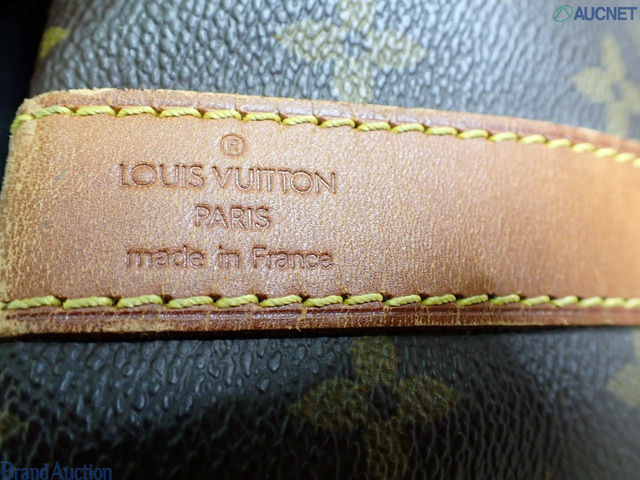 AUCNET
®
LOUIS VUITTON
PARIS
made in France
Brand Auction